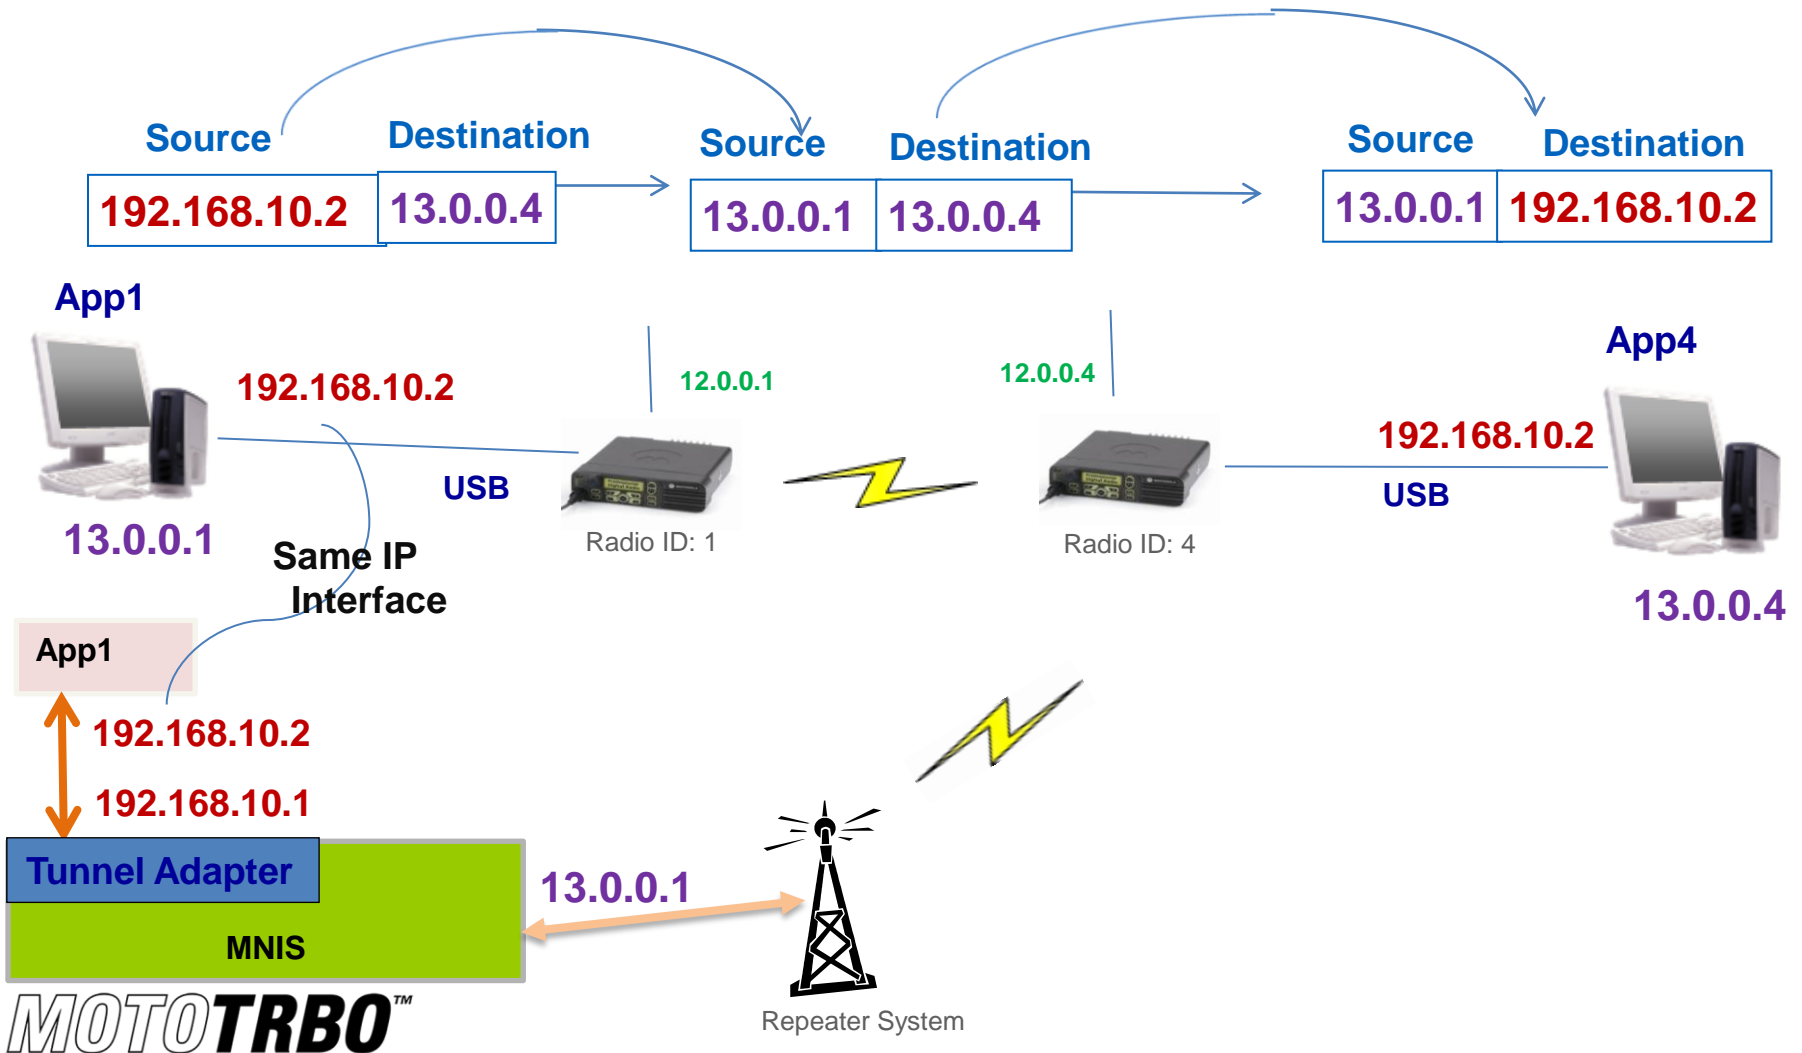 Source
Destination
Source
Destination
Source
Destination
192.168.10.2
13.0.0.4
13.0.0.1
13.0.0.4
13.0.0.1
192.168.10.2
App1
App4
192.168.10.2
12.0.0.1
12.0.0.4
192.168.10.2
USB
USB
13.0.0.1
Radio ID: 1
Radio ID: 4
Same IP
Interface
13.0.0.4
App1
192.168.10.2
192.168.10.1
Tunnel Adapter
13.0.0.1
MNIS
MOTOTRBO™
Repeater System